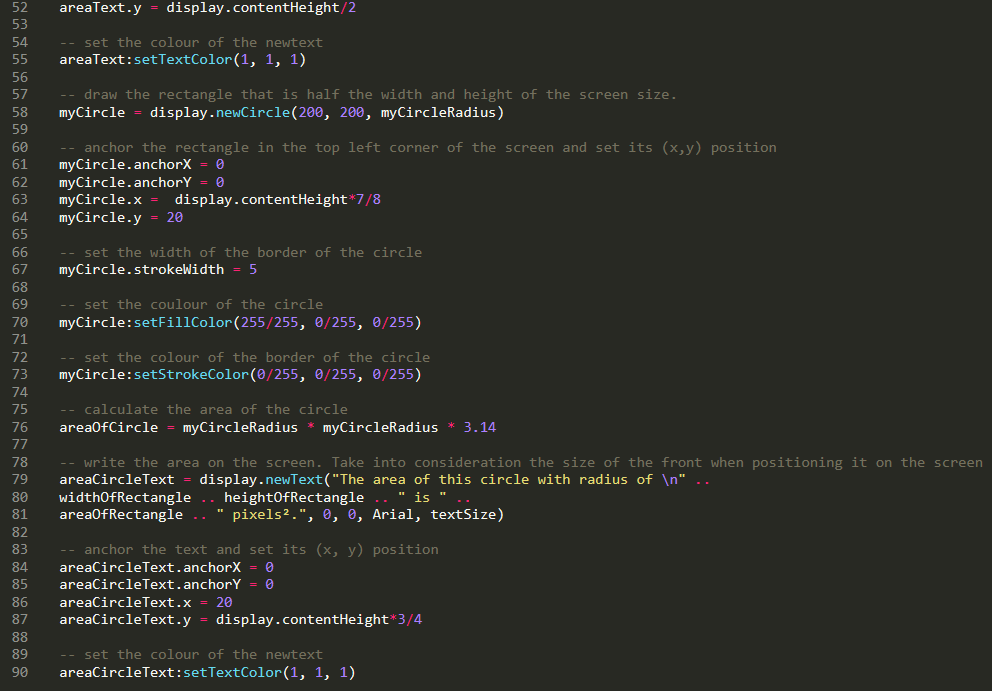 52 areaText.y = display.contentHeight/2
53
54 -- set the colour of the newtext
55 areaText:setTextColor(1, 1, 1)
56
57 -- draw the rectangle that is half the width and height of the screen size.
58 myCircle = display.newCircle(200, 200, myCircleRadius)
59
60 -- anchor the rectangle in the top left corner of the screen and set its (x,y) position
61 myCircle.anchorX = 0
62 myCircle.anchorY = 0
63 myCircle.x =  display.contentHeight*7/8
64 myCircle.y = 20
65
66 -- set the width of the border of the circle
67 myCircle.strokeWidth = 5
68
69 -- set the coulour of the circle
70 myCircle:setFillColor(255/255, 0/255, 0/255)
71
72 -- set the colour of the border of the circle
73 myCircle:setStrokeColor(0/255, 0/255, 0/255)
74
75 -- calculate the area of the circle
76 areaOfCircle = myCircleRadius * myCircleRadius * 3.14
77
78 -- write the area on the screen. Take into consideration the size of the front when positioning it on the screen
79 areaCircleText = display.newText("The area of this circle with radius of \n" ..
80 widthOfRectangle .. heightOfRectangle .. " is " ..
81 areaOfRectangle .. " pixels².", 0, 0, Arial, textSize)
82
83 -- anchor the text and set its (x, y) position
84 areaCircleText.anchorX = 0
85 areaCircleText.anchorY = 0
86 areaCircleText.x = 20
87 areaCircleText.y = display.contentHeight*3/4
88
89 -- set the colour of the newtext
90 areaCircleText:setTextColor(1, 1, 1)